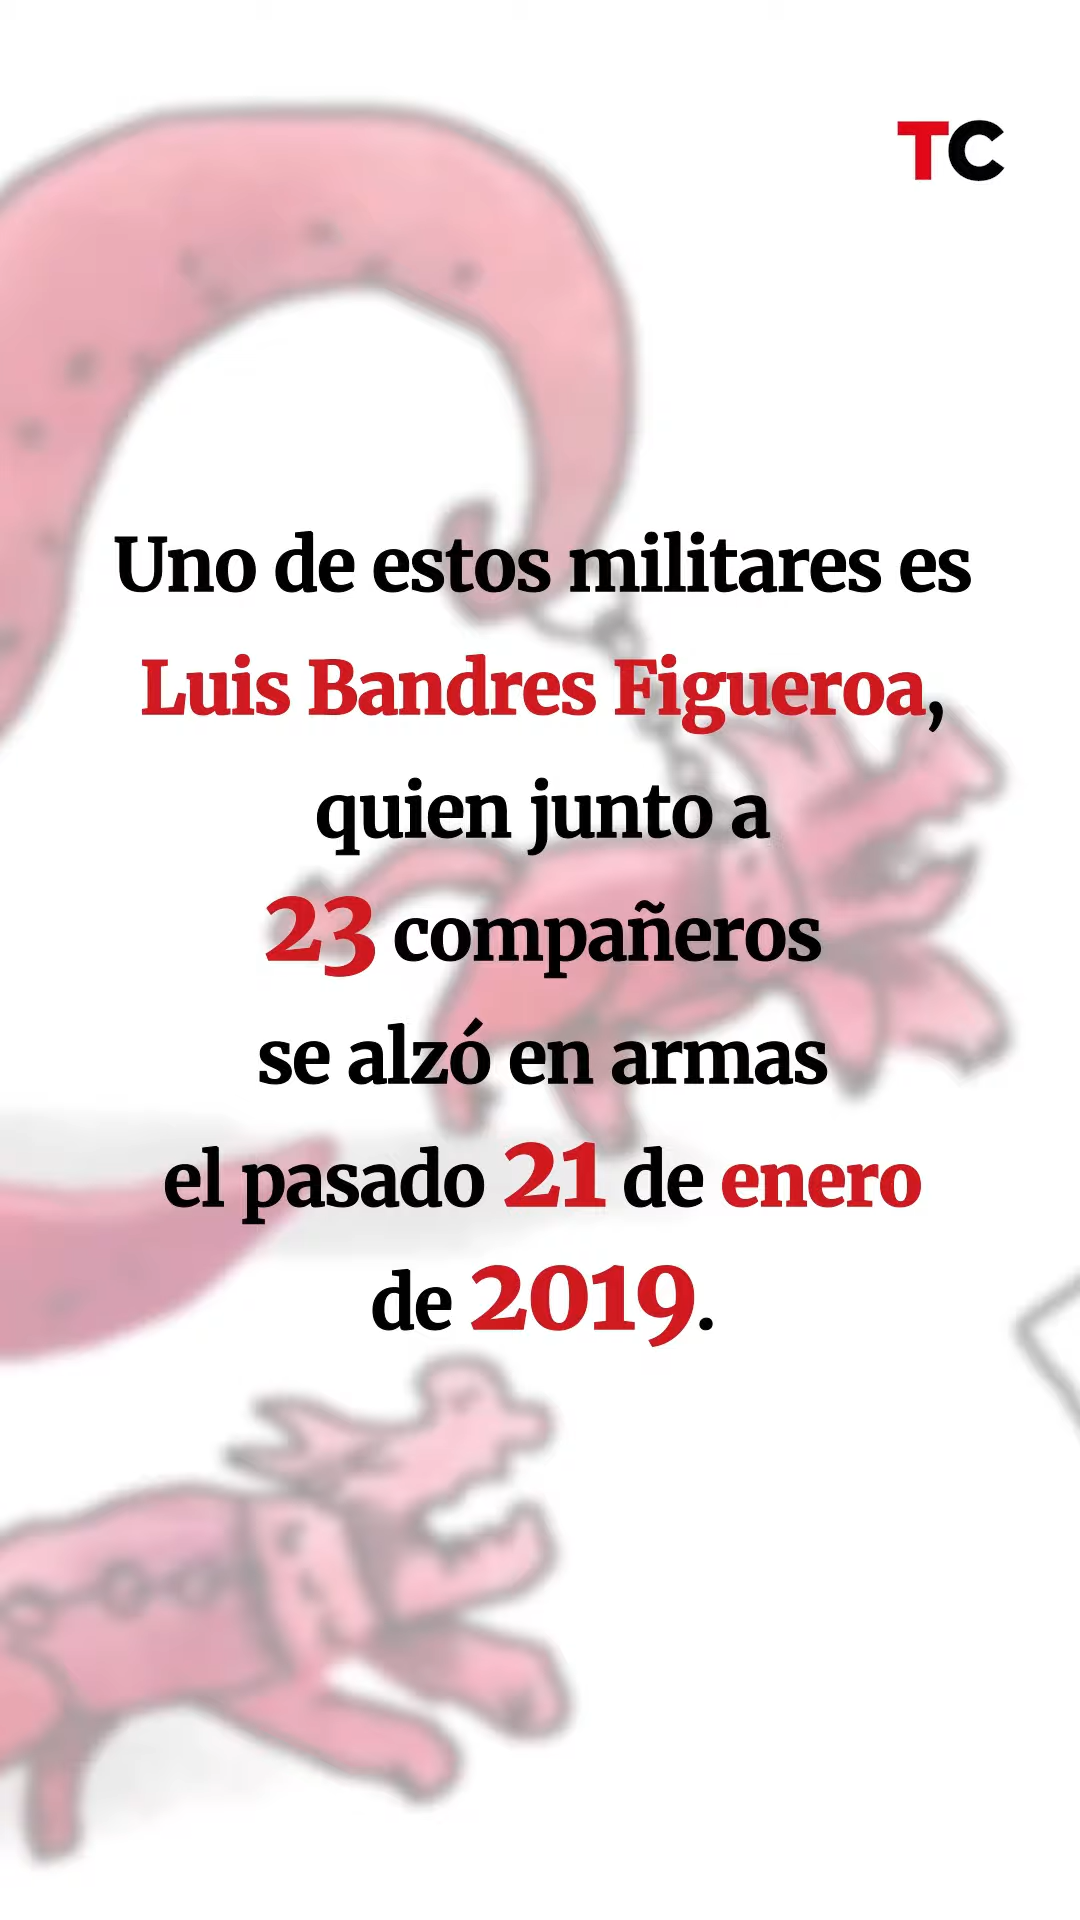 TC
Uno de estos militares es
Luis Bandres Figueroa,
quien junto a
23 compañeros
se alzó en armas
el pasado 21 de enero
de 2019.